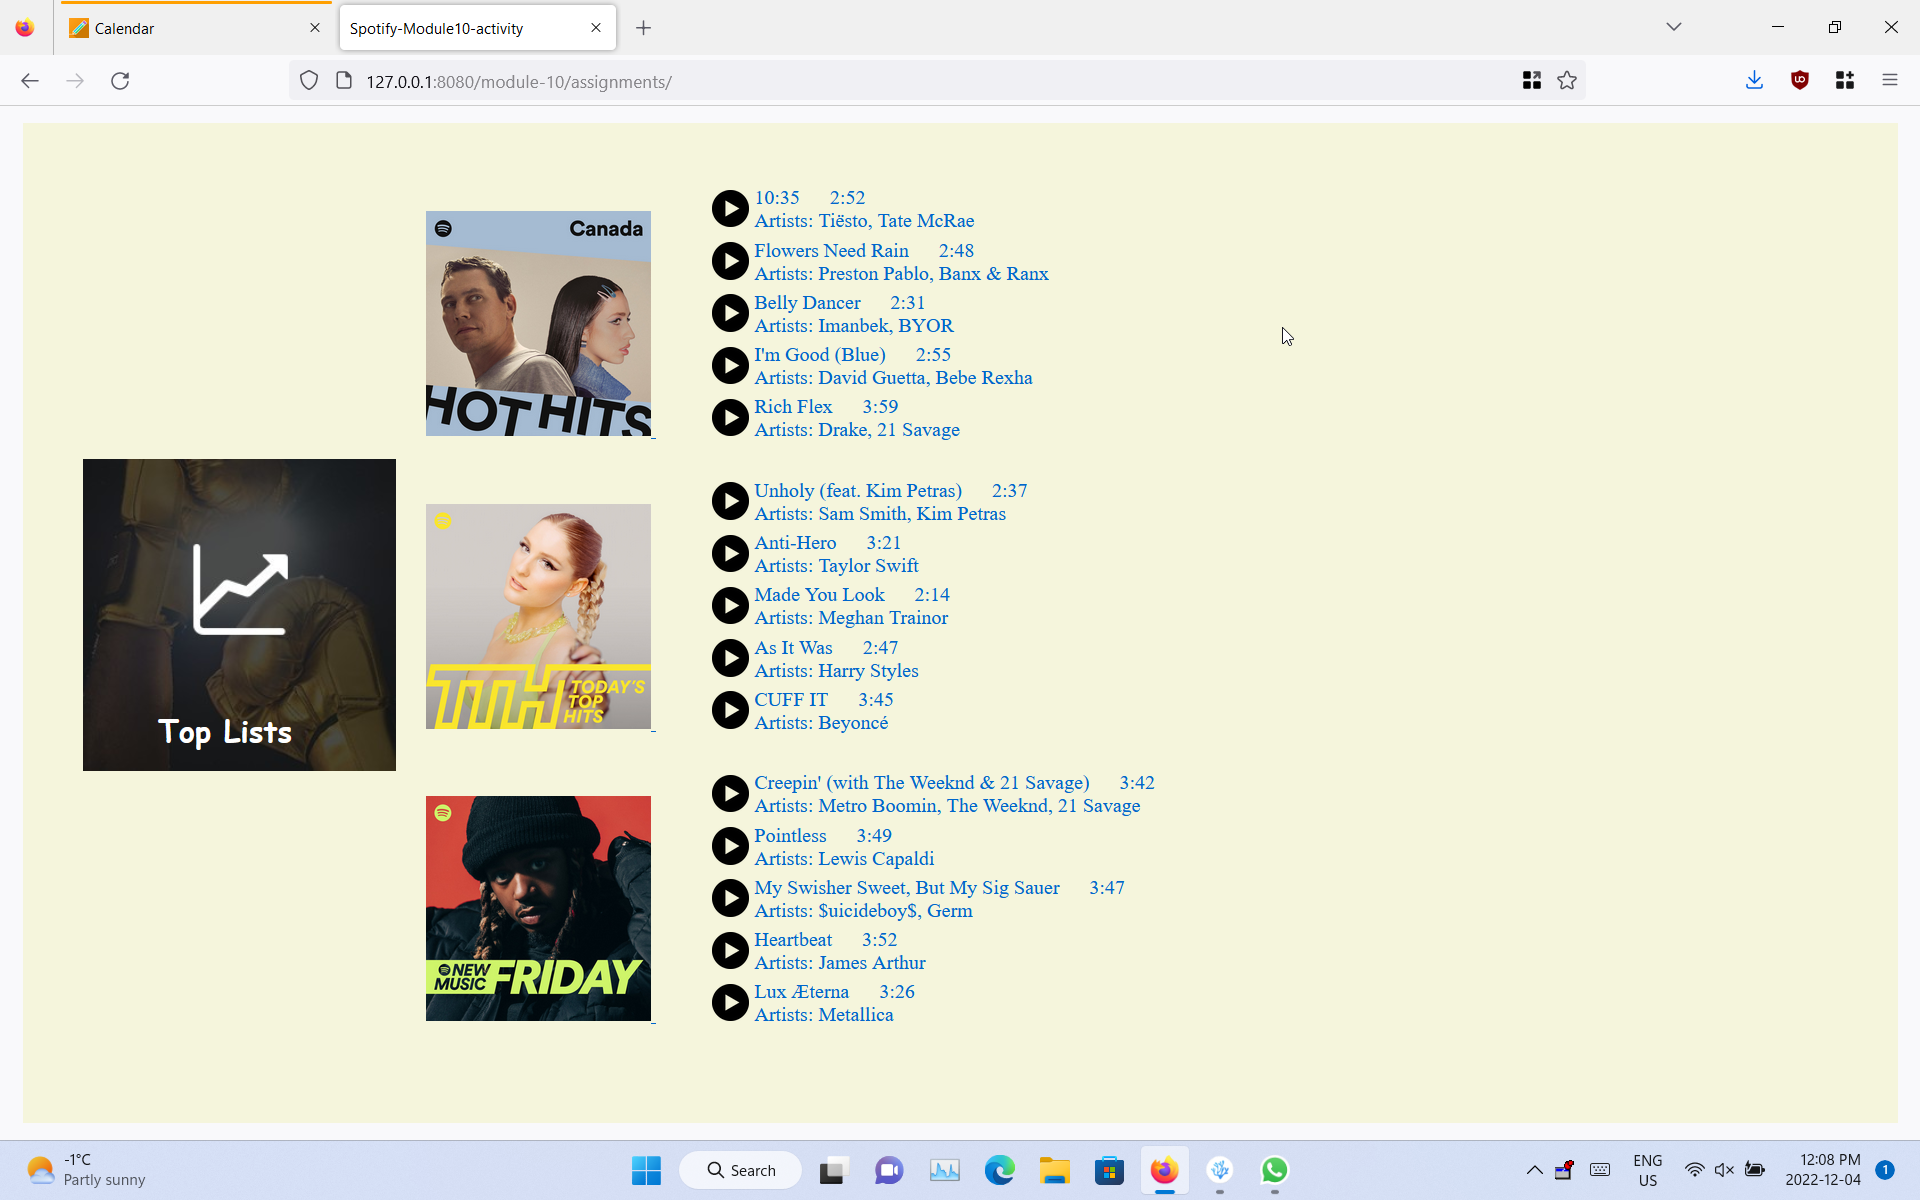 Calendar
Spotify-Module10-activity
127.0.0.1:8080/module-10/assignments/
Canada
HOT HITS
10:35 2:52
Artists: Tiësto, Tate McRae
Flowers Need Rain 2:48
Artists: Preston Pablo, Banx & Ranx
Belly Dancer 2:31
Artists: Imanbek, BYOR
I'm Good (Blue) 2:55
Artists: David Guetta, Bebe Rexha
Rich Flex 3:59
Artists: Drake, 21 Savage
Top Lists
TTH
TODAY'S
TOP
HITS
Unholy (feat. Kim Petras) 2:37
Artists: Sam Smith, Kim Petras
Anti-Hero 3:21
Artists: Taylor Swift
Made You Look 2:14
Artists: Meghan Trainor
As It Was 2:47
Artists: Harry Styles
CUFF IT 3:45
Artists: Beyoncé
NEW
MUSIC
FRIDAY
Creepin' (with The Weeknd & 21 Savage) 3:42
Artists: Metro Boomin, The Weeknd, 21 Savage
Pointless 3:49
Artists: Lewis Capaldi
My Swisher Sweet, But My Sig Sauer 3:47
Artists: $uicideboy$, Germ
Heartbeat 3:52
Artists: James Arthur
Lux Æterna 3:26
Artists: Metallica
-1°C
Partly sunny
Search
ENG
US
12:08 PM
2022-12-04
1